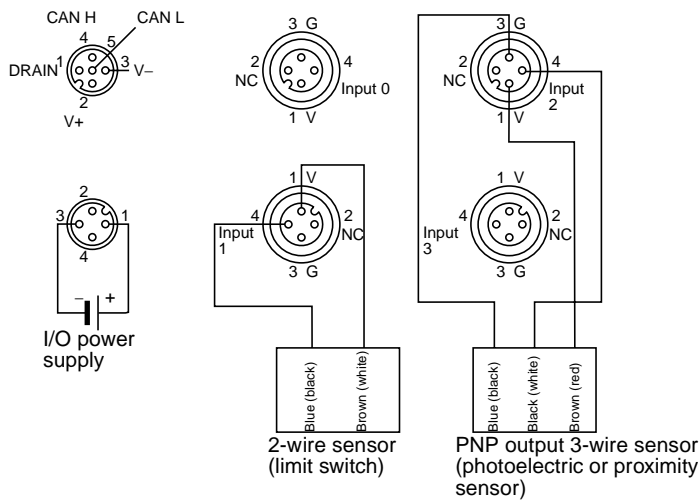 CAN H
CAN L
4
5
1
3
DRAIN
V–
2
V+
3 G
2
4
NC
Input 0
1 V
3 G
2
4
NC
Input
2
1 V
2
3
1
4
– +
I/O power
supply
1 V
4
2
Input
1
NC
3 G
1 V
4
2
Input
3
NC
3 G
Blue (black)
Brown (white)
2-wire sensor
(limit switch)
Blue (black)
Black (white)
Brown (red)
PNP output 3-wire sensor
(photoelectric or proximity
sensor)